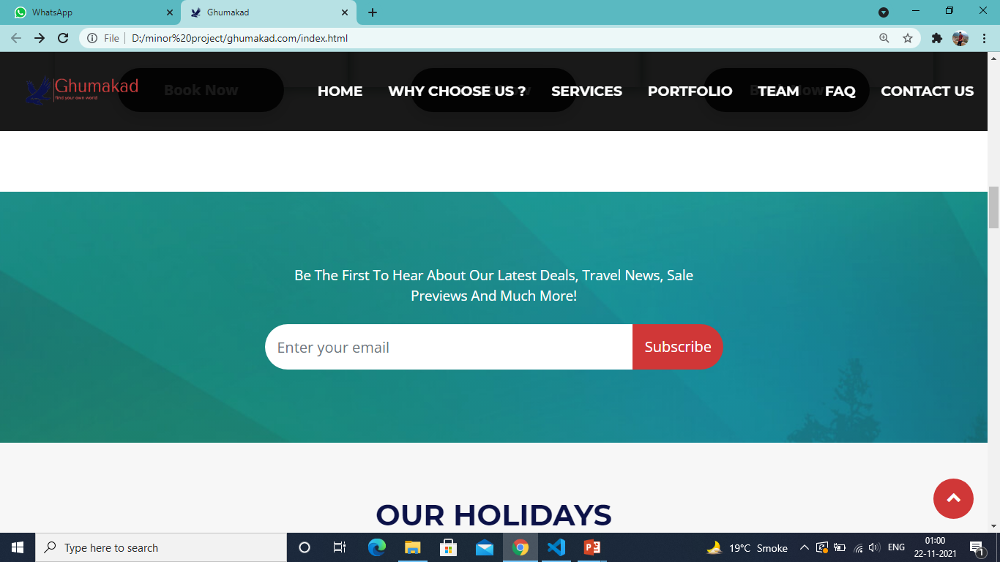 WhatsApp
Ghumakad
File
D:/minor%20project/ghumakad.com/index.html
Ghumakad
find your own world
Book Now
HOME
WHY CHOOSE US ?
SERVICES
PORTFOLIO
TEAM
FAQ
CONTACT US
Be The First To Hear About Our Latest Deals, Travel News, Sale
Previews And Much More!
Enter your email
Subscribe
OUR HOLIDAYS
Type here to search
19°C Smoke
ENG
01:00
22-11-2021
1